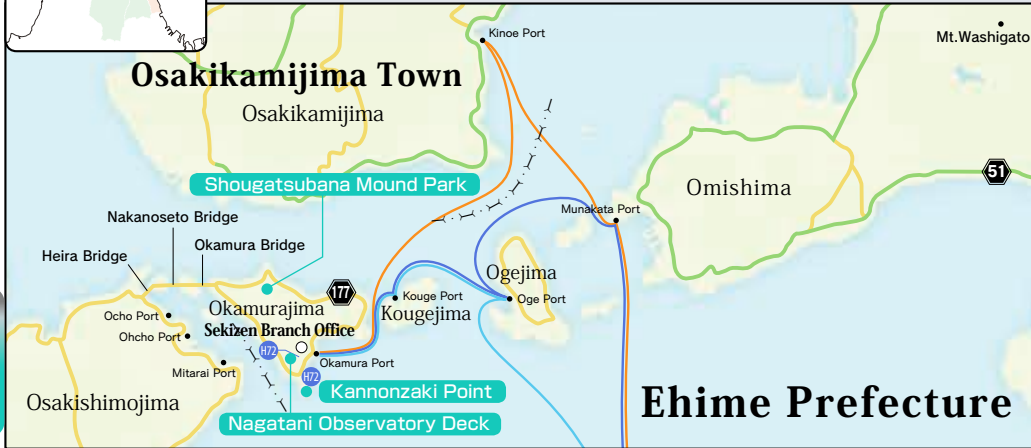 Kinoe Port
Mt.Washigato
Osakikamijima Town
Osakikamijima
51
Shougatsubana Mound Park
Omishima
Munakata Port
Nakanoseto Bridge
Okamura Bridge
Heira Bridge
Ogejima
177
Kouge Port
Oge Port
Okamurajima
Kougejima
Ocho Port
Sekizen Branch Office
Ohcho Port
H72
Okamura Port
Mitarai Port
H72
Kannonzaki Point
Osakishimojima
Nagatani Observatory Deck
Ehime Prefecture